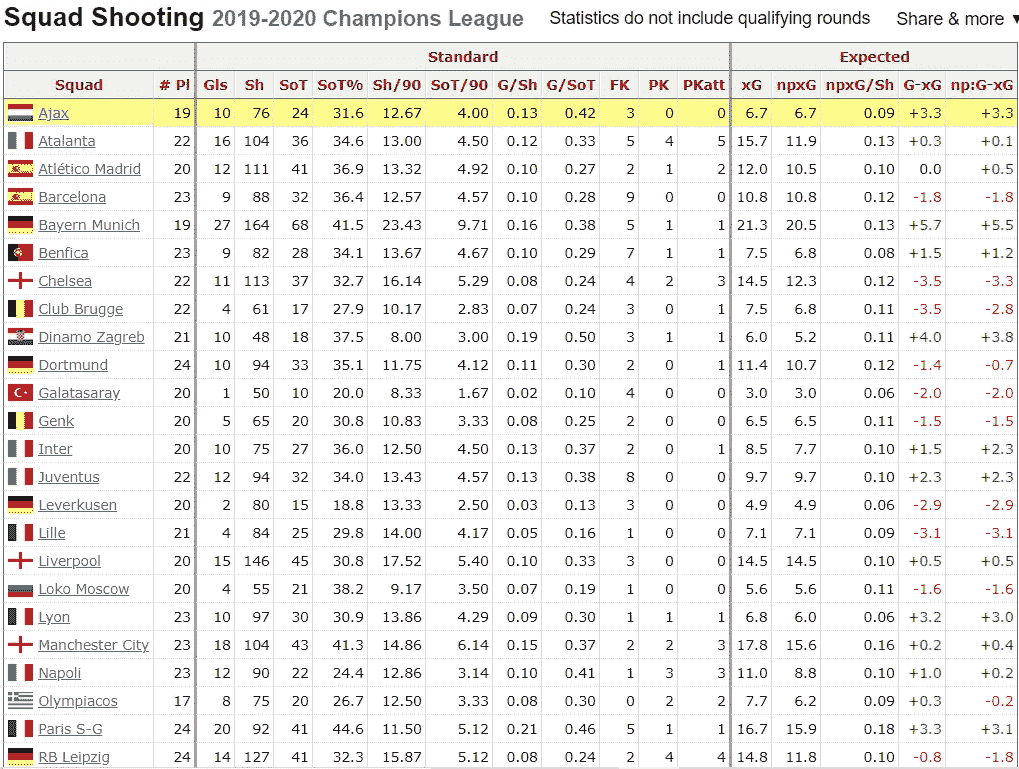 Squad Shooting 2019-2020 Champions League Statistics do not include qualifying rounds Share & more ▼
Standard Expected
Squad # Pl Gls Sh SoT SoT% Sh/90 SoT/90 G/Sh G/SoT FK PK PKatt xG npxG npxG/Sh G-xG np:G-xG
Ajax 19 10 76 24 31.6 12.67 4.00 0.13 0.42 3 0 0 6.7 6.7 0.09 +3.3 +3.3
Atalanta 22 16 104 36 34.6 13.00 4.50 0.12 0.33 5 4 5 15.7 11.9 0.13 +0.3 +0.1
Atlético Madrid 20 12 111 41 36.9 13.32 4.92 0.10 0.27 2 1 2 12.0 10.5 0.10 0.0 +0.5
Barcelona 23 9 88 32 36.4 12.57 4.57 0.10 0.28 9 0 0 10.8 10.8 0.12 -1.8 -1.8
Bayern Munich 19 27 164 68 41.5 23.43 9.71 0.16 0.38 5 1 1 21.3 20.5 0.13 +5.7 +5.5
Benfica 23 9 82 28 34.1 13.67 4.67 0.10 0.29 7 1 1 7.5 6.8 0.08 +1.5 +1.2
Chelsea 22 11 113 37 32.7 16.14 5.29 0.08 0.24 4 2 3 14.5 12.3 0.12 -3.5 -3.3
Club Brugge 22 4 61 17 27.9 10.17 2.83 0.07 0.24 3 0 1 7.5 6.8 0.11 -3.5 -2.8
Dinamo Zagreb 21 10 48 18 37.5 8.00 3.00 0.19 0.50 3 1 1 6.0 5.2 0.11 +4.0 +3.8
Dortmund 24 10 94 33 35.1 11.75 4.12 0.11 0.30 2 0 1 11.4 10.7 0.12 -1.4 -0.7
Galatasaray 20 1 50 10 20.0 8.33 1.67 0.02 0.10 4 0 0 3.0 3.0 0.06 -2.0 -2.0
Genk 20 5 65 20 30.8 10.83 3.33 0.08 0.25 2 0 0 6.5 6.5 0.11 -1.5 -1.5
Inter 20 10 75 27 36.0 12.50 4.50 0.13 0.37 2 0 1 8.5 7.7 0.10 +1.5 +2.3
Juventus 22 12 94 32 34.0 13.43 4.57 0.13 0.38 8 0 0 9.7 9.7 0.10 +2.3 +2.3
Leverkusen 20 2 80 15 18.8 13.33 2.50 0.03 0.13 3 0 0 4.9 4.9 0.06 -2.9 -2.9
Lille 21 4 84 25 29.8 14.00 4.17 0.05 0.16 1 0 0 7.1 7.1 0.09 -3.1 -3.1
Liverpool 20 15 146 45 30.8 17.52 5.40 0.10 0.33 3 0 0 14.5 14.5 0.10 +0.5 +0.5
Loko Moscow 20 4 55 21 38.2 9.17 3.50 0.07 0.19 1 0 0 5.6 5.6 0.11 -1.6 -1.6
Lyon 23 10 97 30 30.9 13.86 4.29 0.09 0.30 1 1 1 6.8 6.0 0.06 +3.2 +3.0
Manchester City 23 18 104 43 41.3 14.86 6.14 0.15 0.37 2 2 3 17.8 15.6 0.16 +0.2 +0.4
Napoli 23 12 90 22 24.4 12.86 3.14 0.10 0.41 1 3 3 11.0 8.8 0.10 +1.0 +0.2
Olympiacos 17 8 75 20 26.7 12.50 3.33 0.08 0.30 0 2 2 7.7 6.2 0.09 +0.3 -0.2
Paris S-G 24 20 92 41 44.6 11.50 5.12 0.21 0.46 5 1 1 16.7 15.9 0.18 +3.3 +3.1
RB Leipzig 24 14 127 41 32.3 15.87 5.12 0.08 0.24 2 4 4 14.8 11.8 0.10 -0.8 -1.8